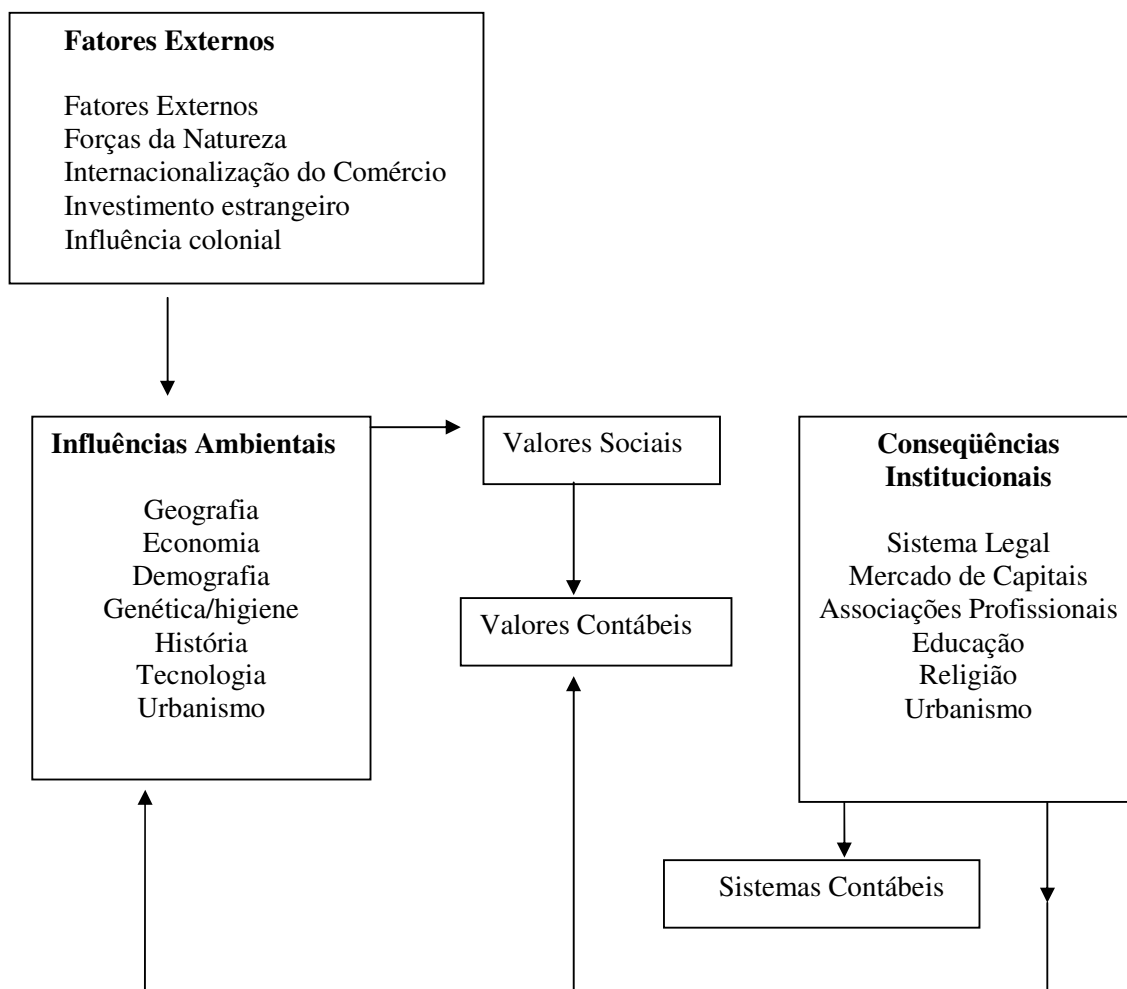 Fatores Externos
Fatores Externos
Forças da Natureza
Internacionalização do Comércio
Investimento estrangeiro
Influência colonial
Influências Ambientais
Geografia
Economia
Demografia
Genética/higiene
História
Tecnologia
Urbanismo
Valores Sociais
Valores Contábeis
Conseqüências
Institucionais
Sistema Legal
Mercado de Capitais
Associações Profissionais
Educação
Religião
Urbanismo
Sistemas Contábeis